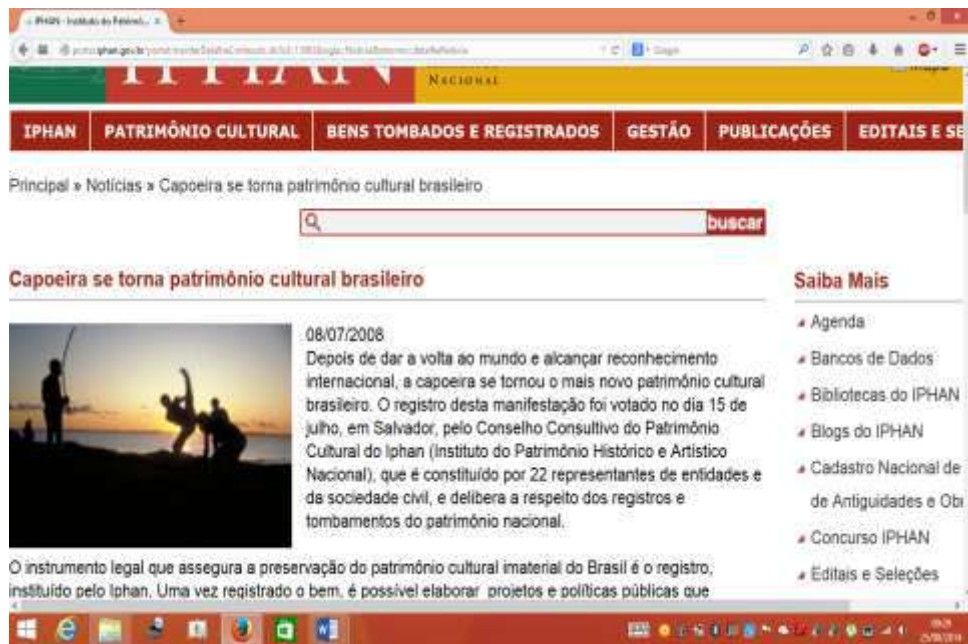 IPHAN
NACIONAL
IPHAN PATRIMÔNIO CULTURAL BENS TOMBADOS E REGISTRADOS GESTÃO PUBLICAÇÕES EDITAIS E SE
Principal » Notícias » Capoeira se torna patrimônio cultural brasileiro
buscar
Capoeira se torna patrimônio cultural brasileiro
08/07/2008
Depois de dar a volta ao mundo e alcançar reconhecimento
internacional, a capoeira se tornou o mais novo patrimônio cultural
brasileiro. O registro desta manifestação foi votado no dia 15 de
julho, em Salvador, pelo Conselho Consultivo do Patrimônio
Cultural do Iphan (Instituto do Patrimônio Histórico e Artístico
Nacional), que é constituído por 22 representantes de entidades e
da sociedade civil, e delibera a respeito dos registros e
tombamentos do patrimônio nacional.
O instrumento legal que assegura a preservação do patrimônio cultural imaterial do Brasil é o registro,
instituído pelo Iphan. Uma vez registrado o bem, é possível elaborar projetos e políticas públicas que
Saiba Mais
Agenda
Bancos de Dados
Bibliotecas do IPHAN
Blogs do IPHAN
Cadastro Nacional de
de Antiguidades e Obr
Concurso IPHAN
Editais e Seleções